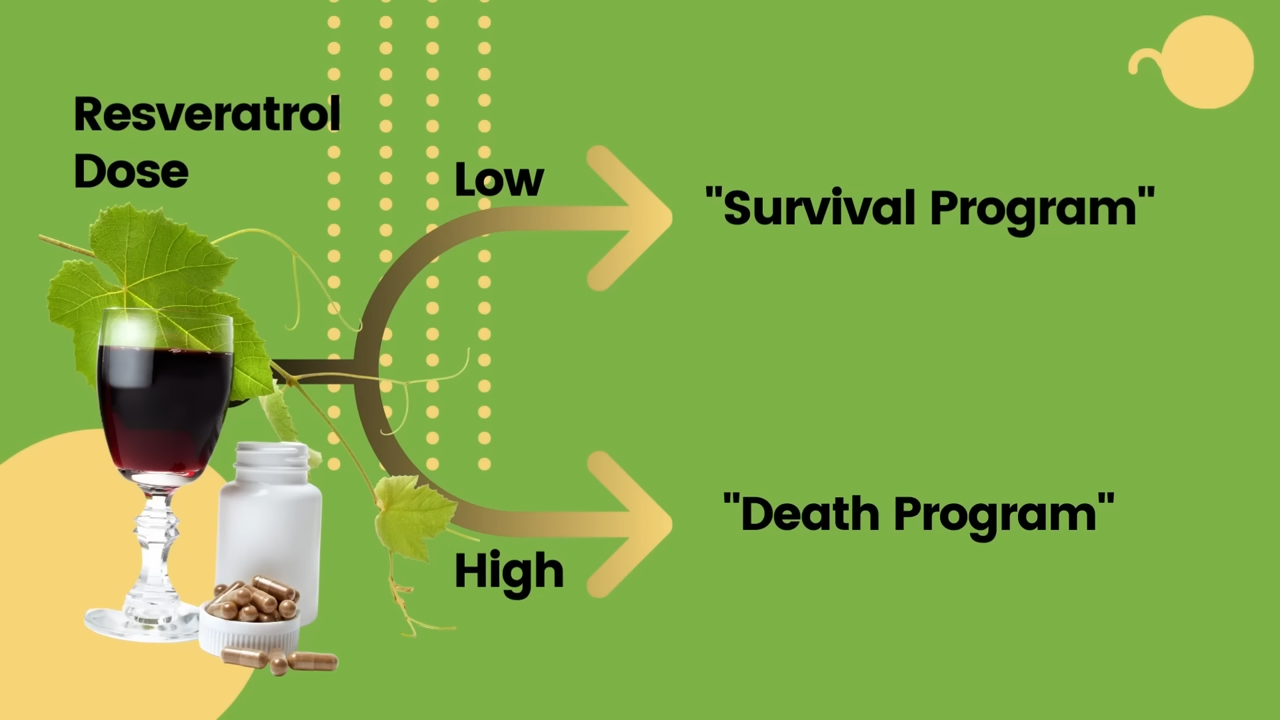 Resveratrol
Dose
Low
"Survival Program"
"Death Program"
High